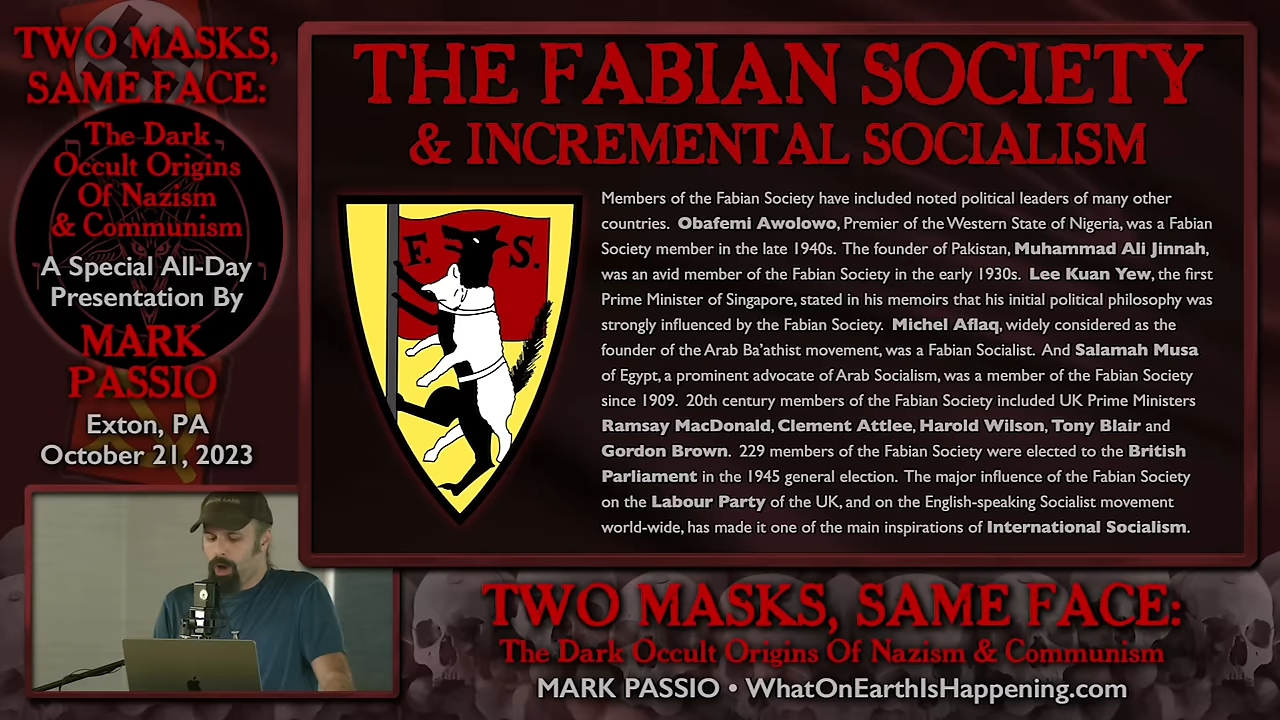 TWO MASKS,
SAME FACE:
The Dark
Occult Origins
Of Nazism
& Communism
A Special All-Day
Presentation By
MARK
PASSIO
Exton, PA
October 21, 2023
THE FABIAN SOCIETY
& INCREMENTAL SOCIALISM
F. S.
Members of the Fabian Society have included noted political leaders of many other
countries. Obafemi Awolowo, Premier of the Western State of Nigeria, was a Fabian
Society member in the late 1940s. The founder of Pakistan, Muhammad Ali Jinnah,
was an avid member of the Fabian Society in the early 1930s. Lee Kuan Yew, the first
Prime Minister of Singapore, stated in his memoirs that his initial political philosophy was
strongly influenced by the Fabian Society. Michel Aflaq, widely considered as the
founder of the Arab Ba'athist movement, was a Fabian Socialist. And Salamah Musa
of Egypt, a prominent advocate of Arab Socialism, was a member of the Fabian Society
since 1909. 20th century members of the Fabian Society included UK Prime Ministers
Ramsay MacDonald, Clement Attlee, Harold Wilson, Tony Blair and
Gordon Brown. 229 members of the Fabian Society were elected to the British
Parliament in the 1945 general election. The major influence of the Fabian Society
on the Labour Party of the UK, and on the English-speaking Socialist movement
world-wide, has made it one of the main inspirations of International Socialism.
TWO MASKS, SAME FACE:
The Dark Occult Origins Of Nazism & Communism
MARK PASSIO • WhatOnEarthIsHappening.com